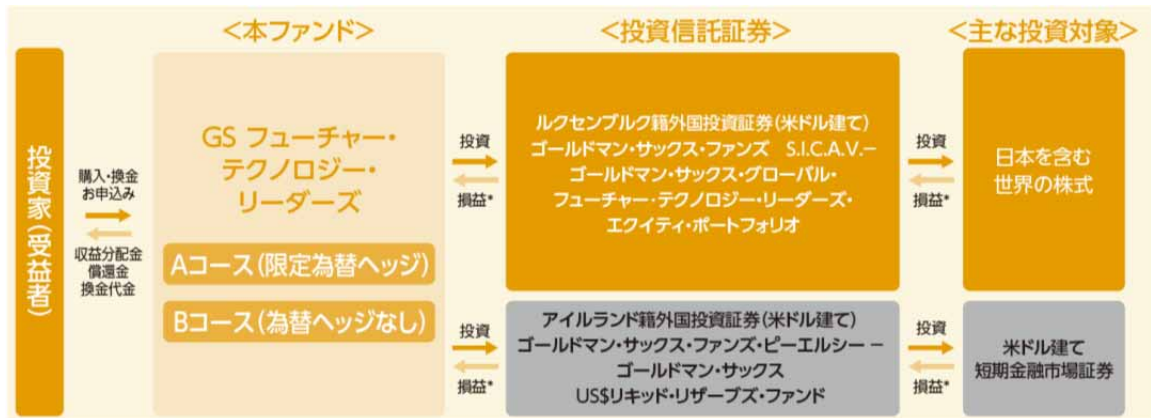 ＜本ファンド＞
＜投資信託証券＞
＜主な投資対象＞
投資家（受益者）
購入・換金
お申込み
収益分配金
償還金
換金代金
GS フューチャー・
テクノロジー・
リーダーズ
Aコース（限定為替ヘッジ）
Bコース（為替ヘッジなし）
投資
損益*
ルクセンブルク籍外国投資証券（米ドル建て）
ゴールドマン・サックス・ファンズ S.I.C.A.V.－
ゴールドマン・サックス・グローバル・
フューチャー・テクノロジー・リーダーズ・
エクイティ・ポートフォリオ
投資
損益*
日本を含む
世界の株式
投資
損益*
アイルランド籍外国投資証券（米ドル建て）
ゴールドマン・サックス・ファンズ・ピーエルシー －
ゴールドマン・サックス
US$リキッド・リザーブズ・ファンド
投資
損益*
米ドル建て
短期金融市場証券